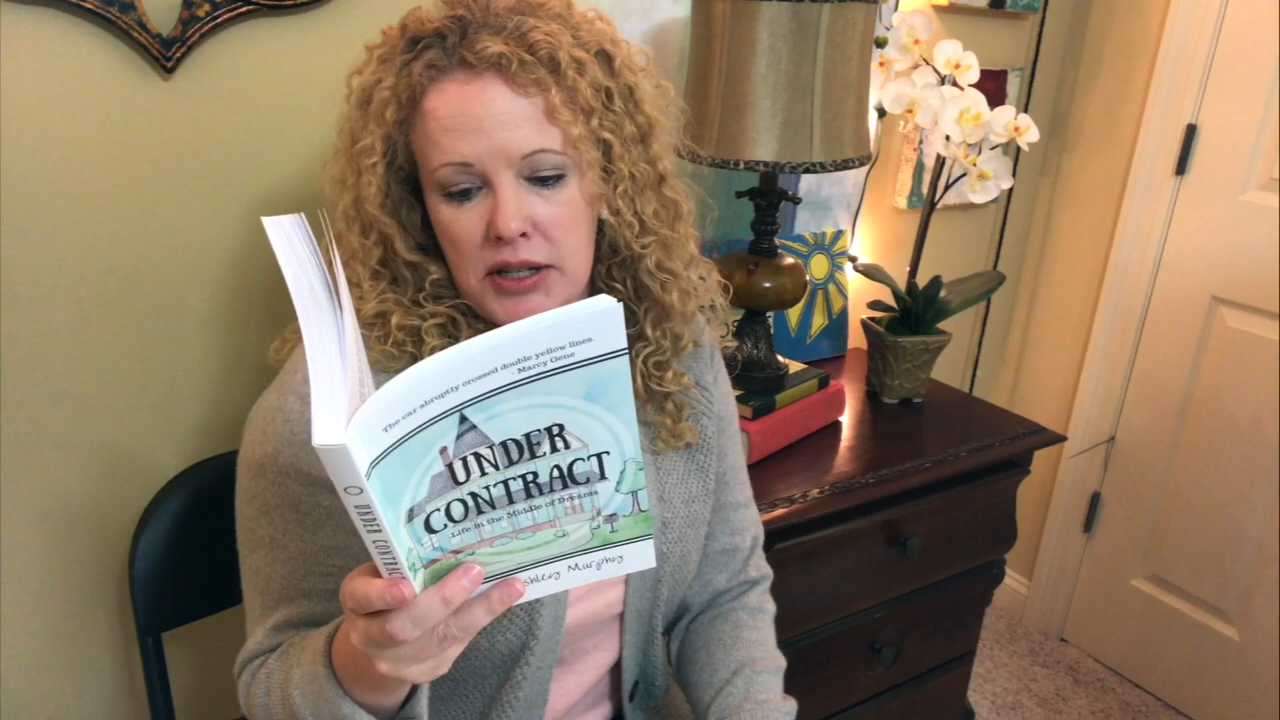 The car abruptly crossed double yellow lines.
- Marcy Gene
UNDER
CONTRACT
Life in the Middle of Dreams
shley Murphy
UNDER CONTRAC